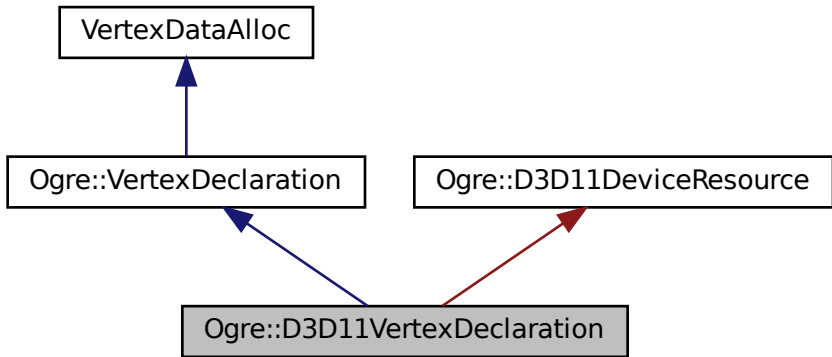 VertexDataAlloc
Ogre::VertexDeclaration
Ogre::D3D11DeviceResource
Ogre::D3D11VertexDeclaration